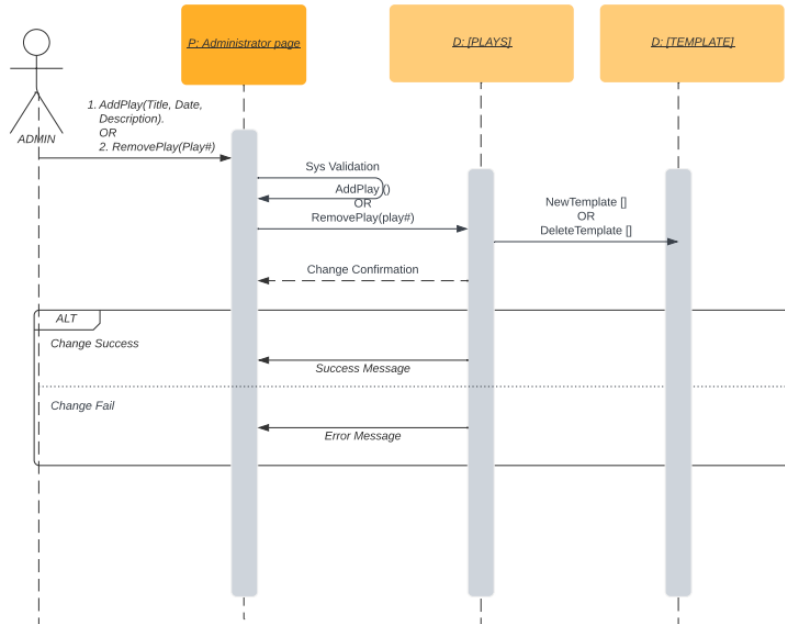 P: Administrator page
D: [PLAYS]
D: [TEMPLATE]
ADMIN
1. AddPlay(Title, Date,
Description).
OR
2. RemovePlay(Play#)
Sys Validation
AddPlay ()
OR
RemovePlay(play#)
NewTemplate []
OR
DeleteTemplate []
Change Confirmation
ALT
Change Success
Success Message
Change Fail
Error Message